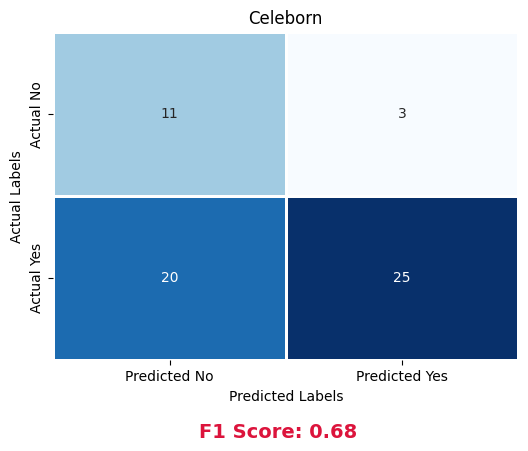 Celeborn
Actual Labels
Actual No
11
3
Actual Yes
20
25
Predicted No
Predicted Yes
Predicted Labels
F1 Score: 0.68